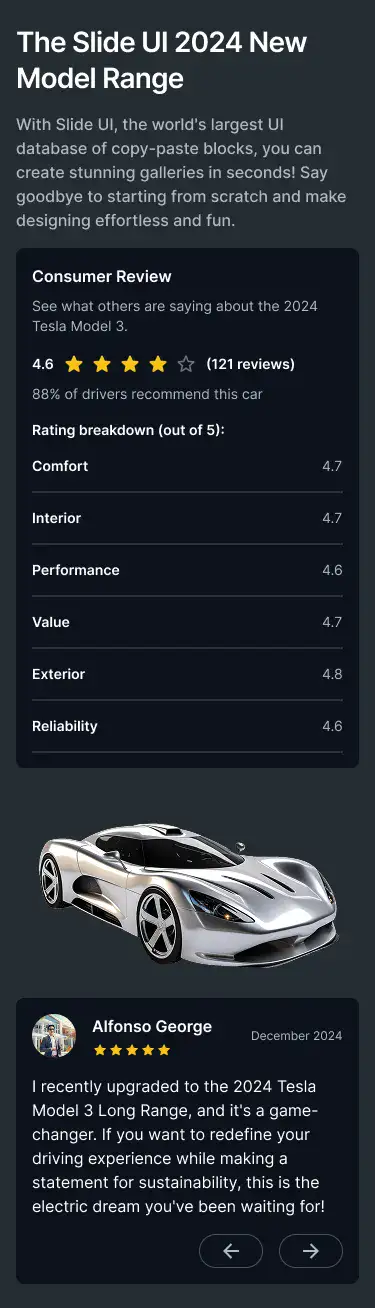 The Slide UI 2024 New
Model Range
With Slide UI, the world's largest UI
database of copy-paste blocks, you can
create stunning galleries in seconds! Say
goodbye to starting from scratch and make
designing effortless and fun.
Consumer Review
See what others are saying about the 2024
Tesla Model 3.
4.6 (121 reviews)
88% of drivers recommend this car
Rating breakdown (out of 5):
Comfort 4.7
Interior 4.7
Performance 4.6
Value 4.7
Exterior 4.8
Reliability 4.6
Alfonso George
December 2024
I recently upgraded to the 2024 Tesla
Model 3 Long Range, and it's a game-
changer. If you want to redefine your
driving experience while making a
statement for sustainability, this is the
electric dream you've been waiting for!